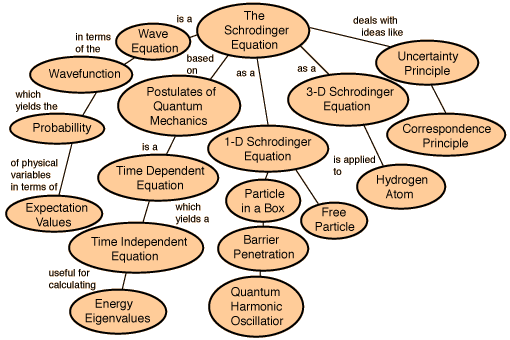 The
Schrodinger
Equation
is a
Wave
Equation
deals with
ideas like
in terms
of the
Wavefunction
based
on
as a
as a
Uncertainty
Principle
which
yields the
Postulates of
Quantum
Mechanics
3-D Schrodinger
Equation
Probabillity
1-D Schrodinger
Equation
Correspondence
Principle
is a
of physical
variables
in terms of
Time Dependent
Equation
is applied
to
Hydrogen
Atom
Particle
in a Box
Expectation
Values
which
yields a
Free
Particle
Time Independent
Equation
Barrier
Penetration
useful for
calculating
Energy
Eigenvalues
Quantum
Harmonic
Oscillatior